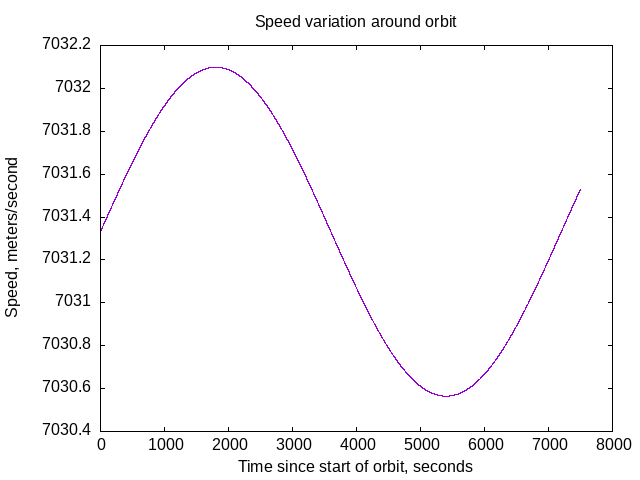 Speed variation around orbit
7032.2
7032
7031.8
7031.6
7031.4
7031.2
7031
7030.8
7030.6
7030.4
0 1000 2000 3000 4000 5000 6000 7000 8000
Speed, meters/second
Time since start of orbit, seconds